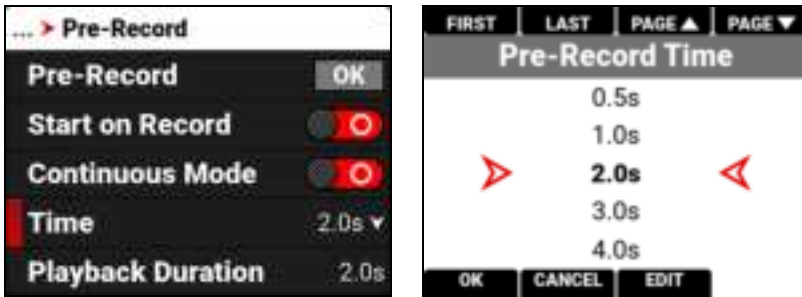 ... > Pre-Record
Pre-Record OK
Start on Record
Continuous Mode
Time 2.0s
Playback Duration 2.0s
FIRST LAST PAGE▲ PAGE▼
Pre-Record Time
0.5s
1.0s
2.0s
3.0s
4.0s
OK CANCEL EDIT